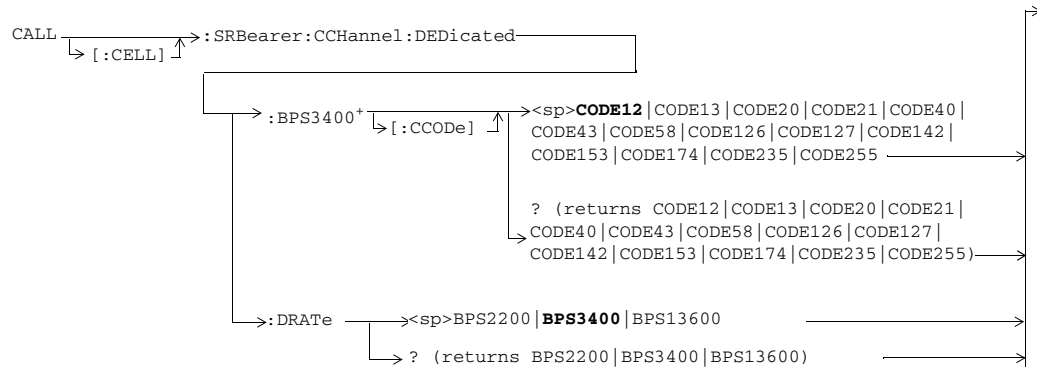 CALL :SRBearer:CCHannel:DEDicated
[:CELL]
:BPS3400+ <sp>CODE12|CODE13|CODE20|CODE21|CODE40|
[:CCODe] CODE43|CODE58|CODE126|CODE127|CODE142|
CODE153|CODE174|CODE235|CODE255
? (returns CODE12|CODE13|CODE20|CODE21|
CODE40|CODE43|CODE58|CODE126|CODE127|
CODE142|CODE153|CODE174|CODE235|CODE255)
:DRATe <sp>BPS2200|BPS3400|BPS13600
? (returns BPS2200|BPS3400|BPS13600)